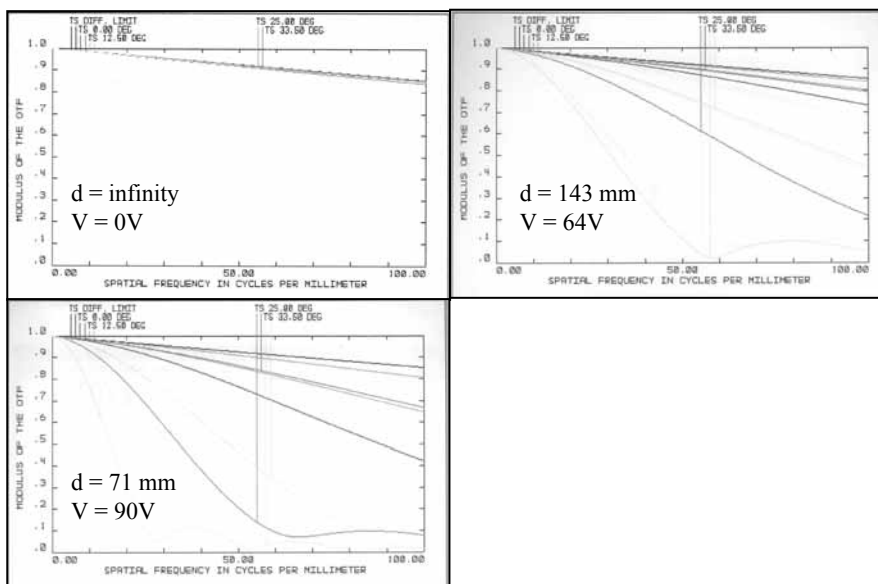 TS DIFF. LIMIT
TS 0.00 DEG
TS 12.50 DEG
TS 25.00 DEG
TS 33.50 DEG
1.0
.9
.8
.7
.6
.5
.4
.3
.2
.1
.0
MODULUS OF THE OTF
d = infinity
V = 0V
0.00 50.00 100.00
SPATIAL FREQUENCY IN CYCLES PER MILLIMETER
TS DIFF. LIMIT
TS 0.00 DEG
TS 12.50 DEG
TS 25.00 DEG
TS 33.50 DEG
1.0
.9
.8
.7
.6
.5
.4
.3
.2
.1
.0
MODULUS OF THE OTF
d = 143 mm
V = 64V
0.00 50.00 100.00
SPATIAL FREQUENCY IN CYCLES PER MILLIMETER
TS DIFF. LIMIT
TS 0.00 DEG
TS 12.50 DEG
TS 25.00 DEG
TS 33.50 DEG
1.0
.9
.8
.7
.6
.5
.4
.3
.2
.1
.0
MODULUS OF THE OTF
d = 71 mm
V = 90V
0.00 50.00 100.00
SPATIAL FREQUENCY IN CYCLES PER MILLIMETER